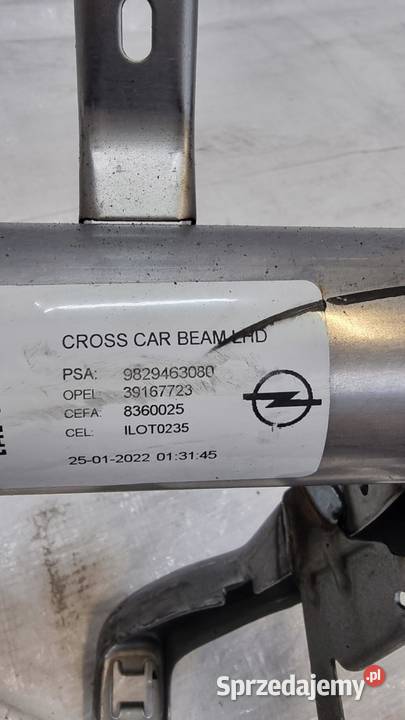 CROSS CAR BEAM LHD
PSA: 9829463080
OPEL 39167723
CEFA: 8360025
CEL: ILOT0235
25-01-2022 01:31:45
Sprzedajemy.pl